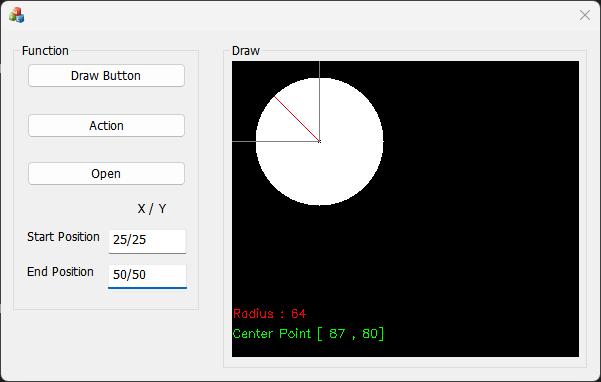 Function
Draw Button
Action
Open
X / Y
Start Position 25/25
End Position 50/50
Draw
Radius : 64
Center Point [ 87 , 80]